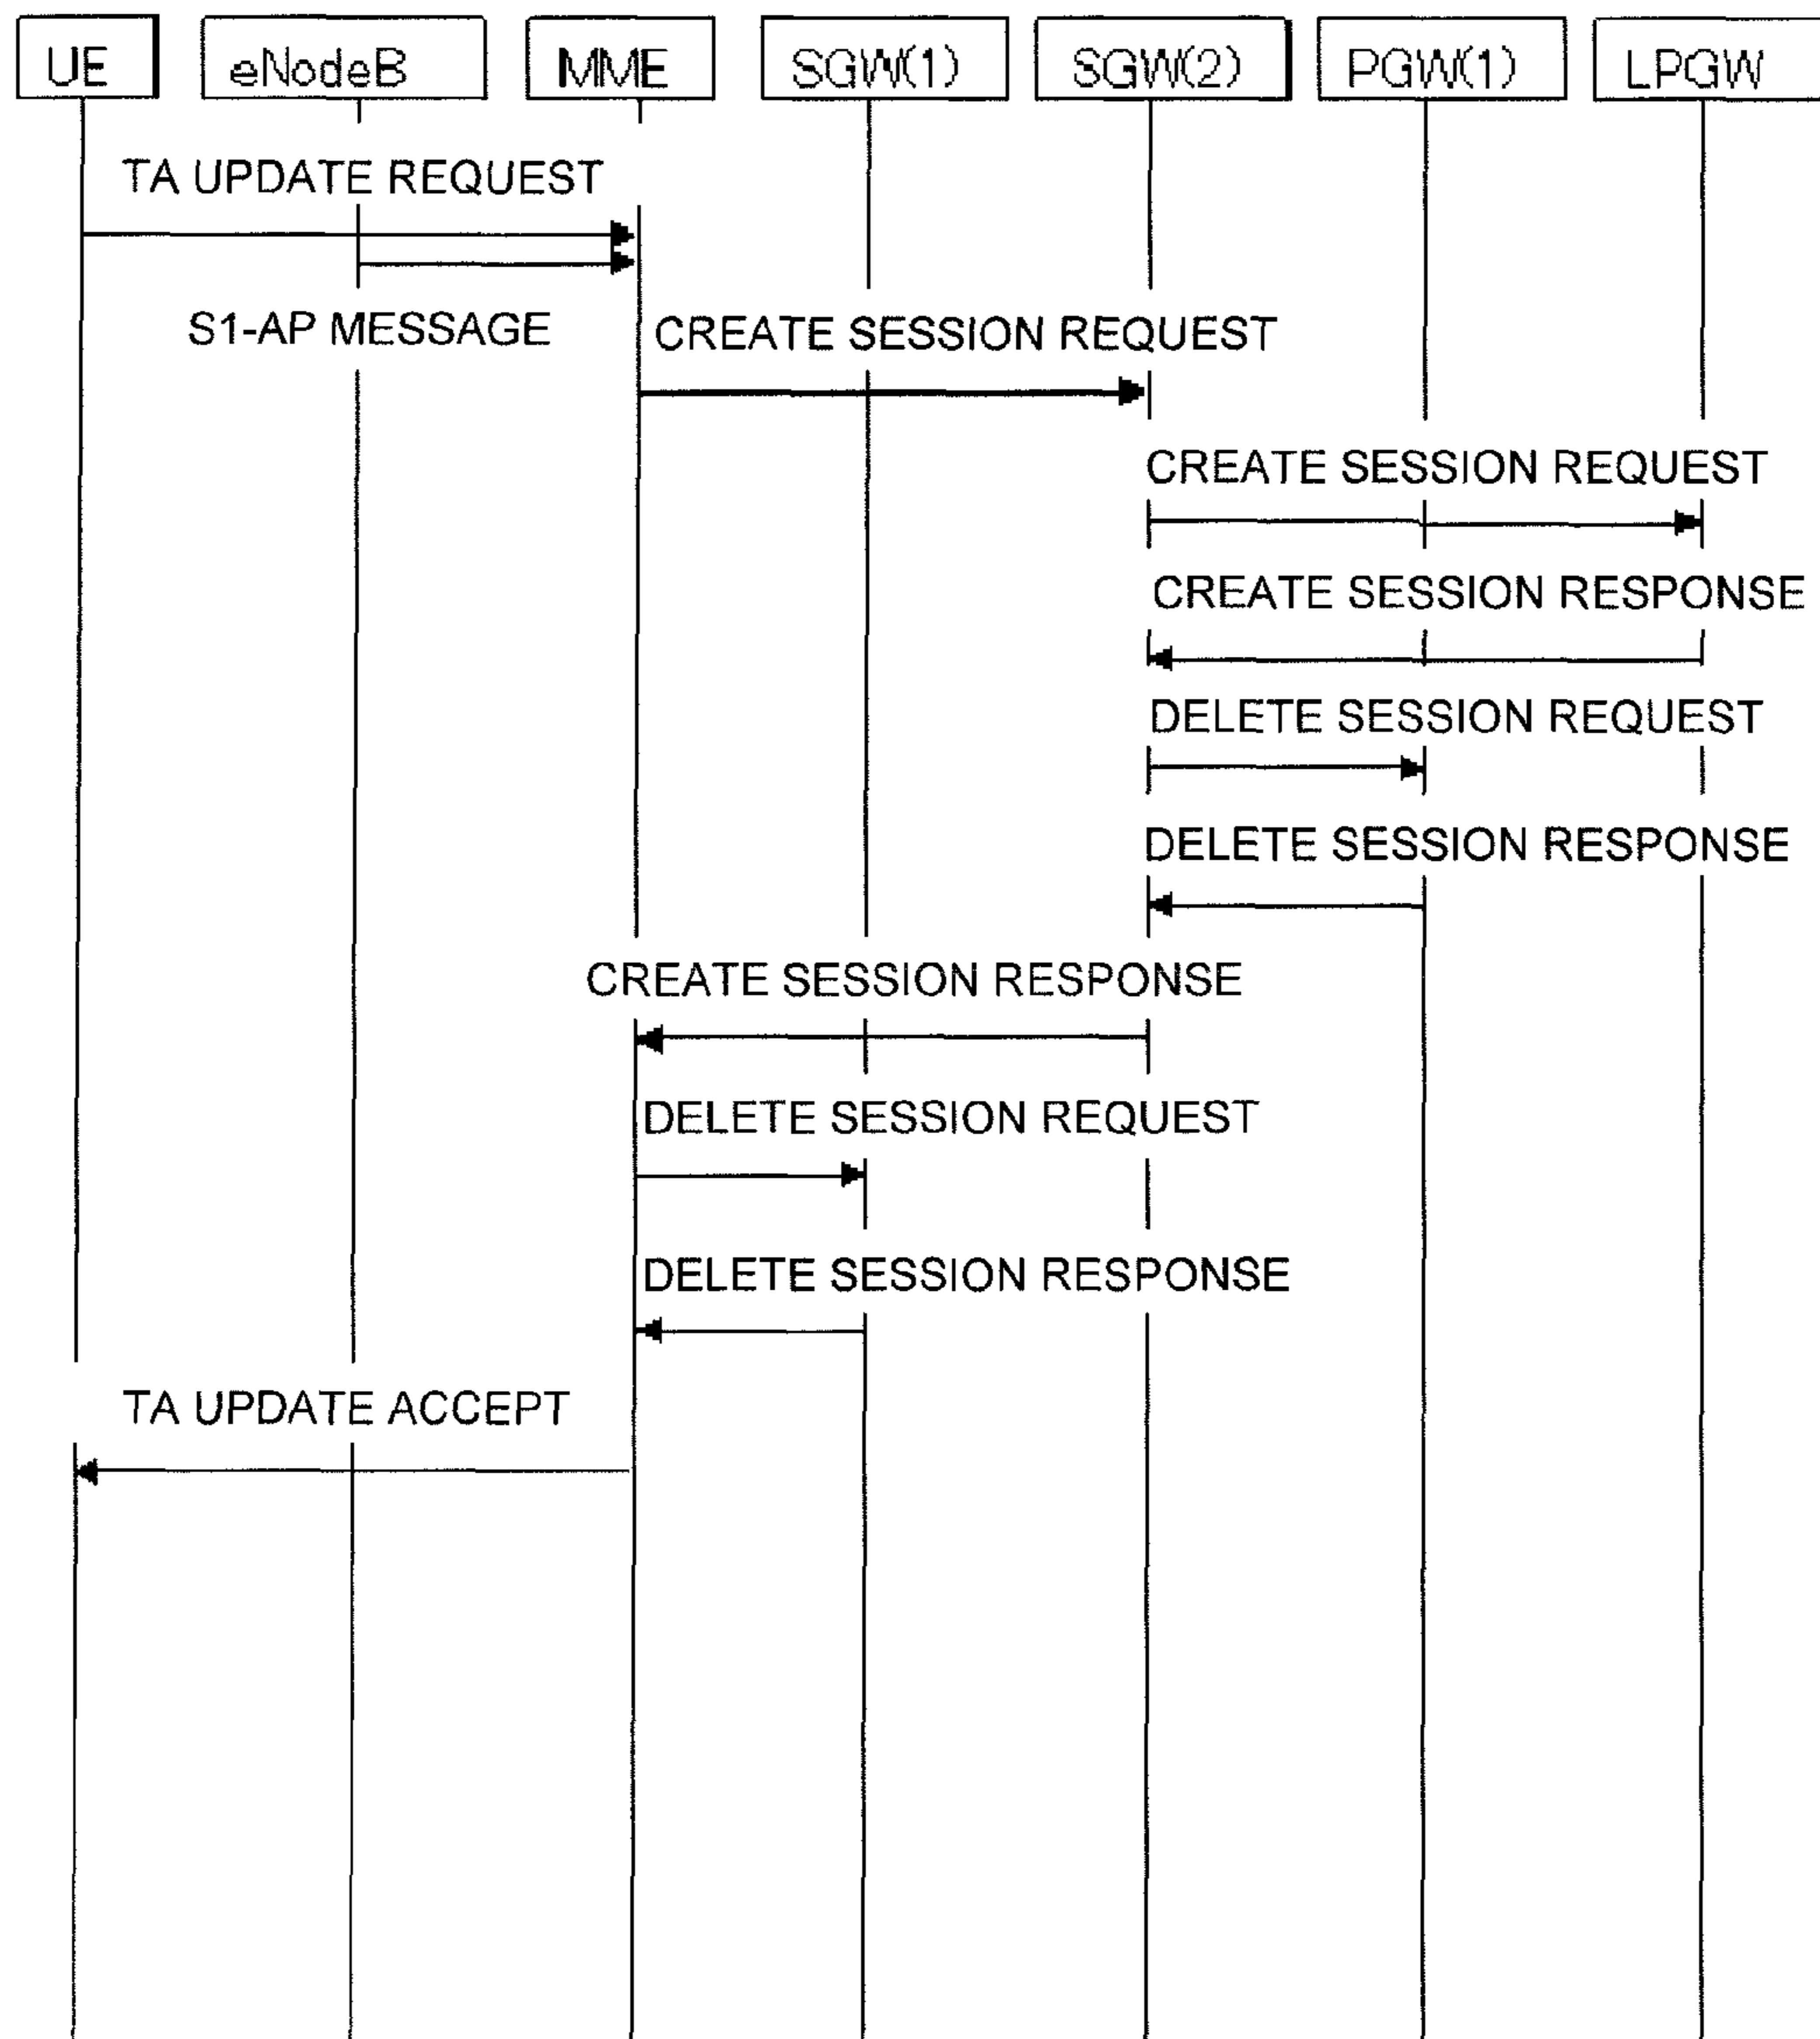 UE eNodeB MME SGW(1) SGW(2) PGW(1) LPGW
TA UPDATE REQUEST
S1-AP MESSAGE
CREATE SESSION REQUEST
CREATE SESSION REQUEST
CREATE SESSION RESPONSE
DELETE SESSION REQUEST
DELETE SESSION RESPONSE
CREATE SESSION RESPONSE
DELETE SESSION REQUEST
DELETE SESSION RESPONSE
TA UPDATE ACCEPT